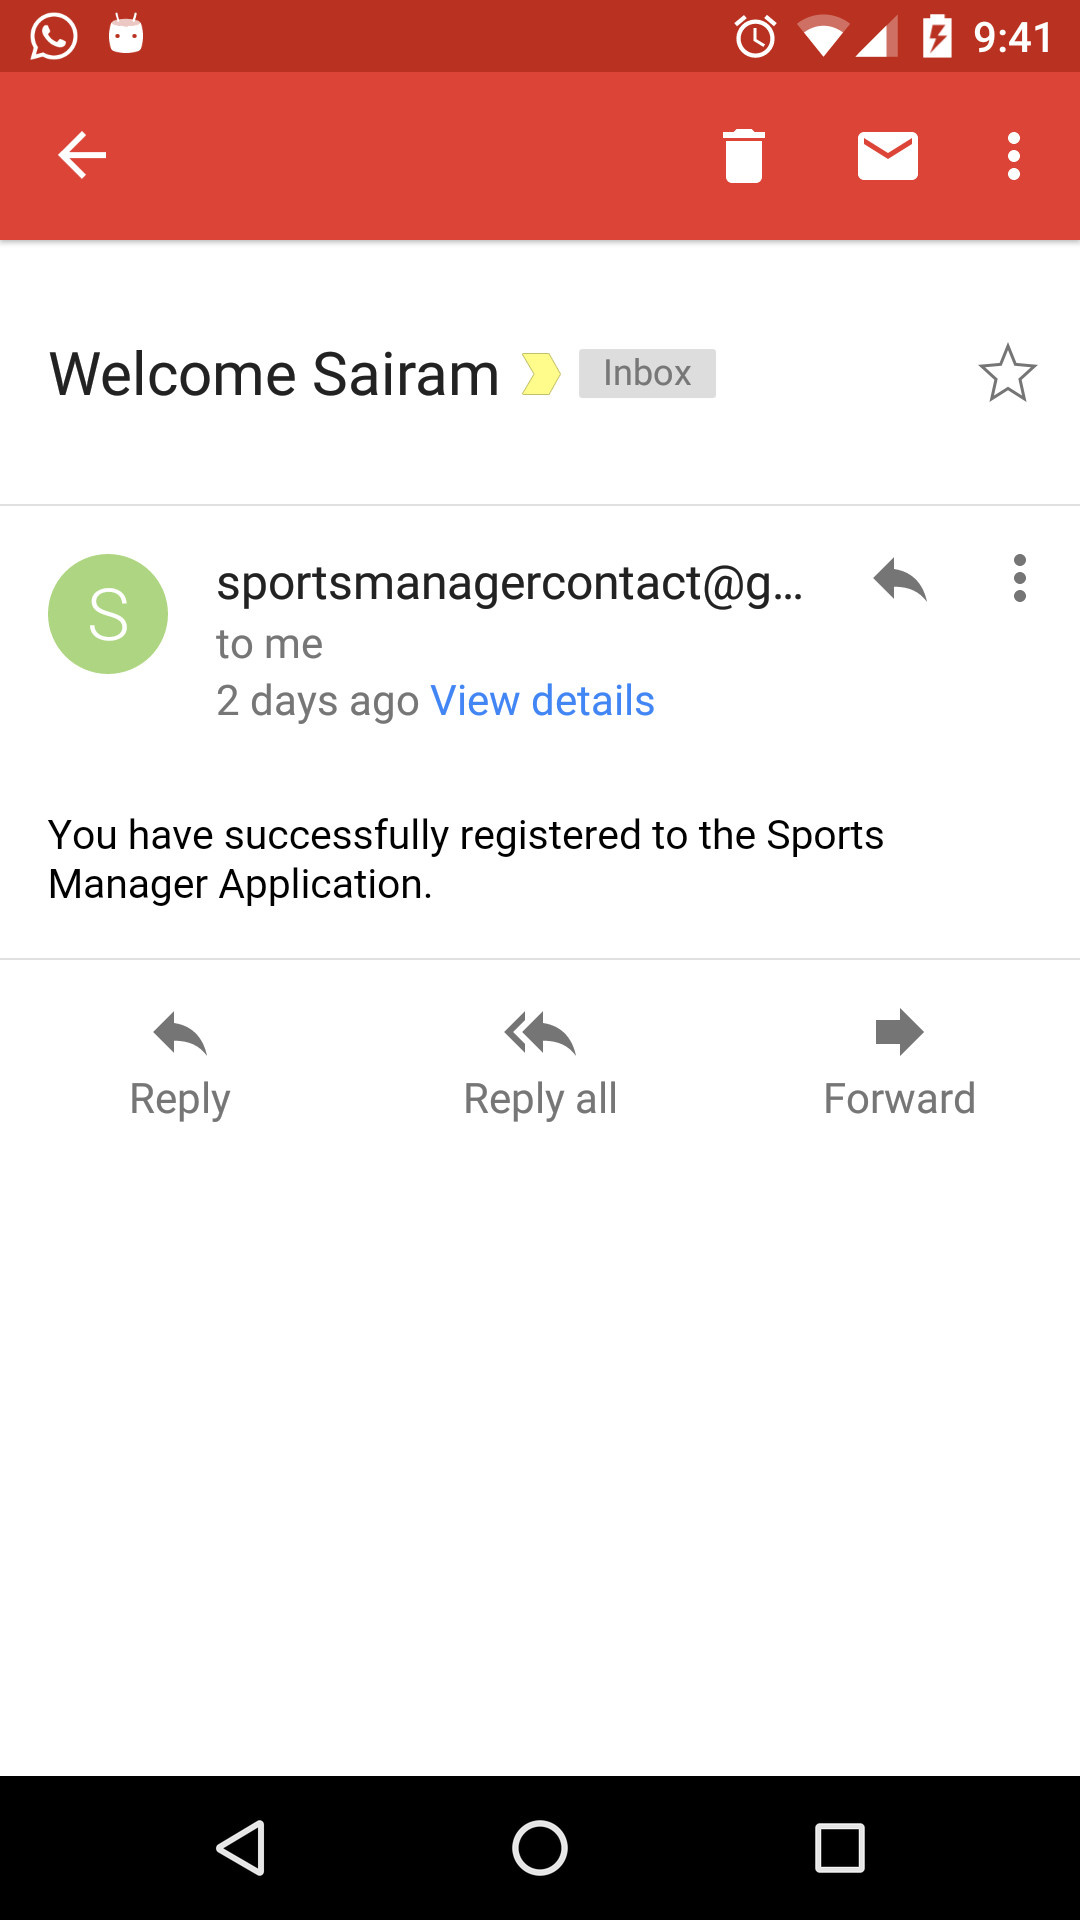 9:41
Welcome Sairam Inbox
S
sportsmanagercontact@g...
to me
2 days ago View details
You have successfully registered to the Sports
Manager Application.
Reply Reply all Forward